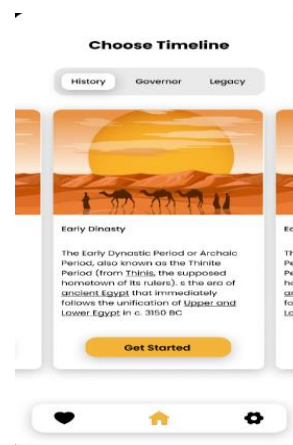 Choose Timeline
History Governor Legacy
Early Dinasty
The Early Dynastic Period or Archaic
Period, also known as the Thinite
Period (from Thinis, the supposed
hometown of its rulers). s the era of
ancient Egypt that immediately
follows the unification of Upper and
Lower Egypt in c. 3150 BC
Get Started